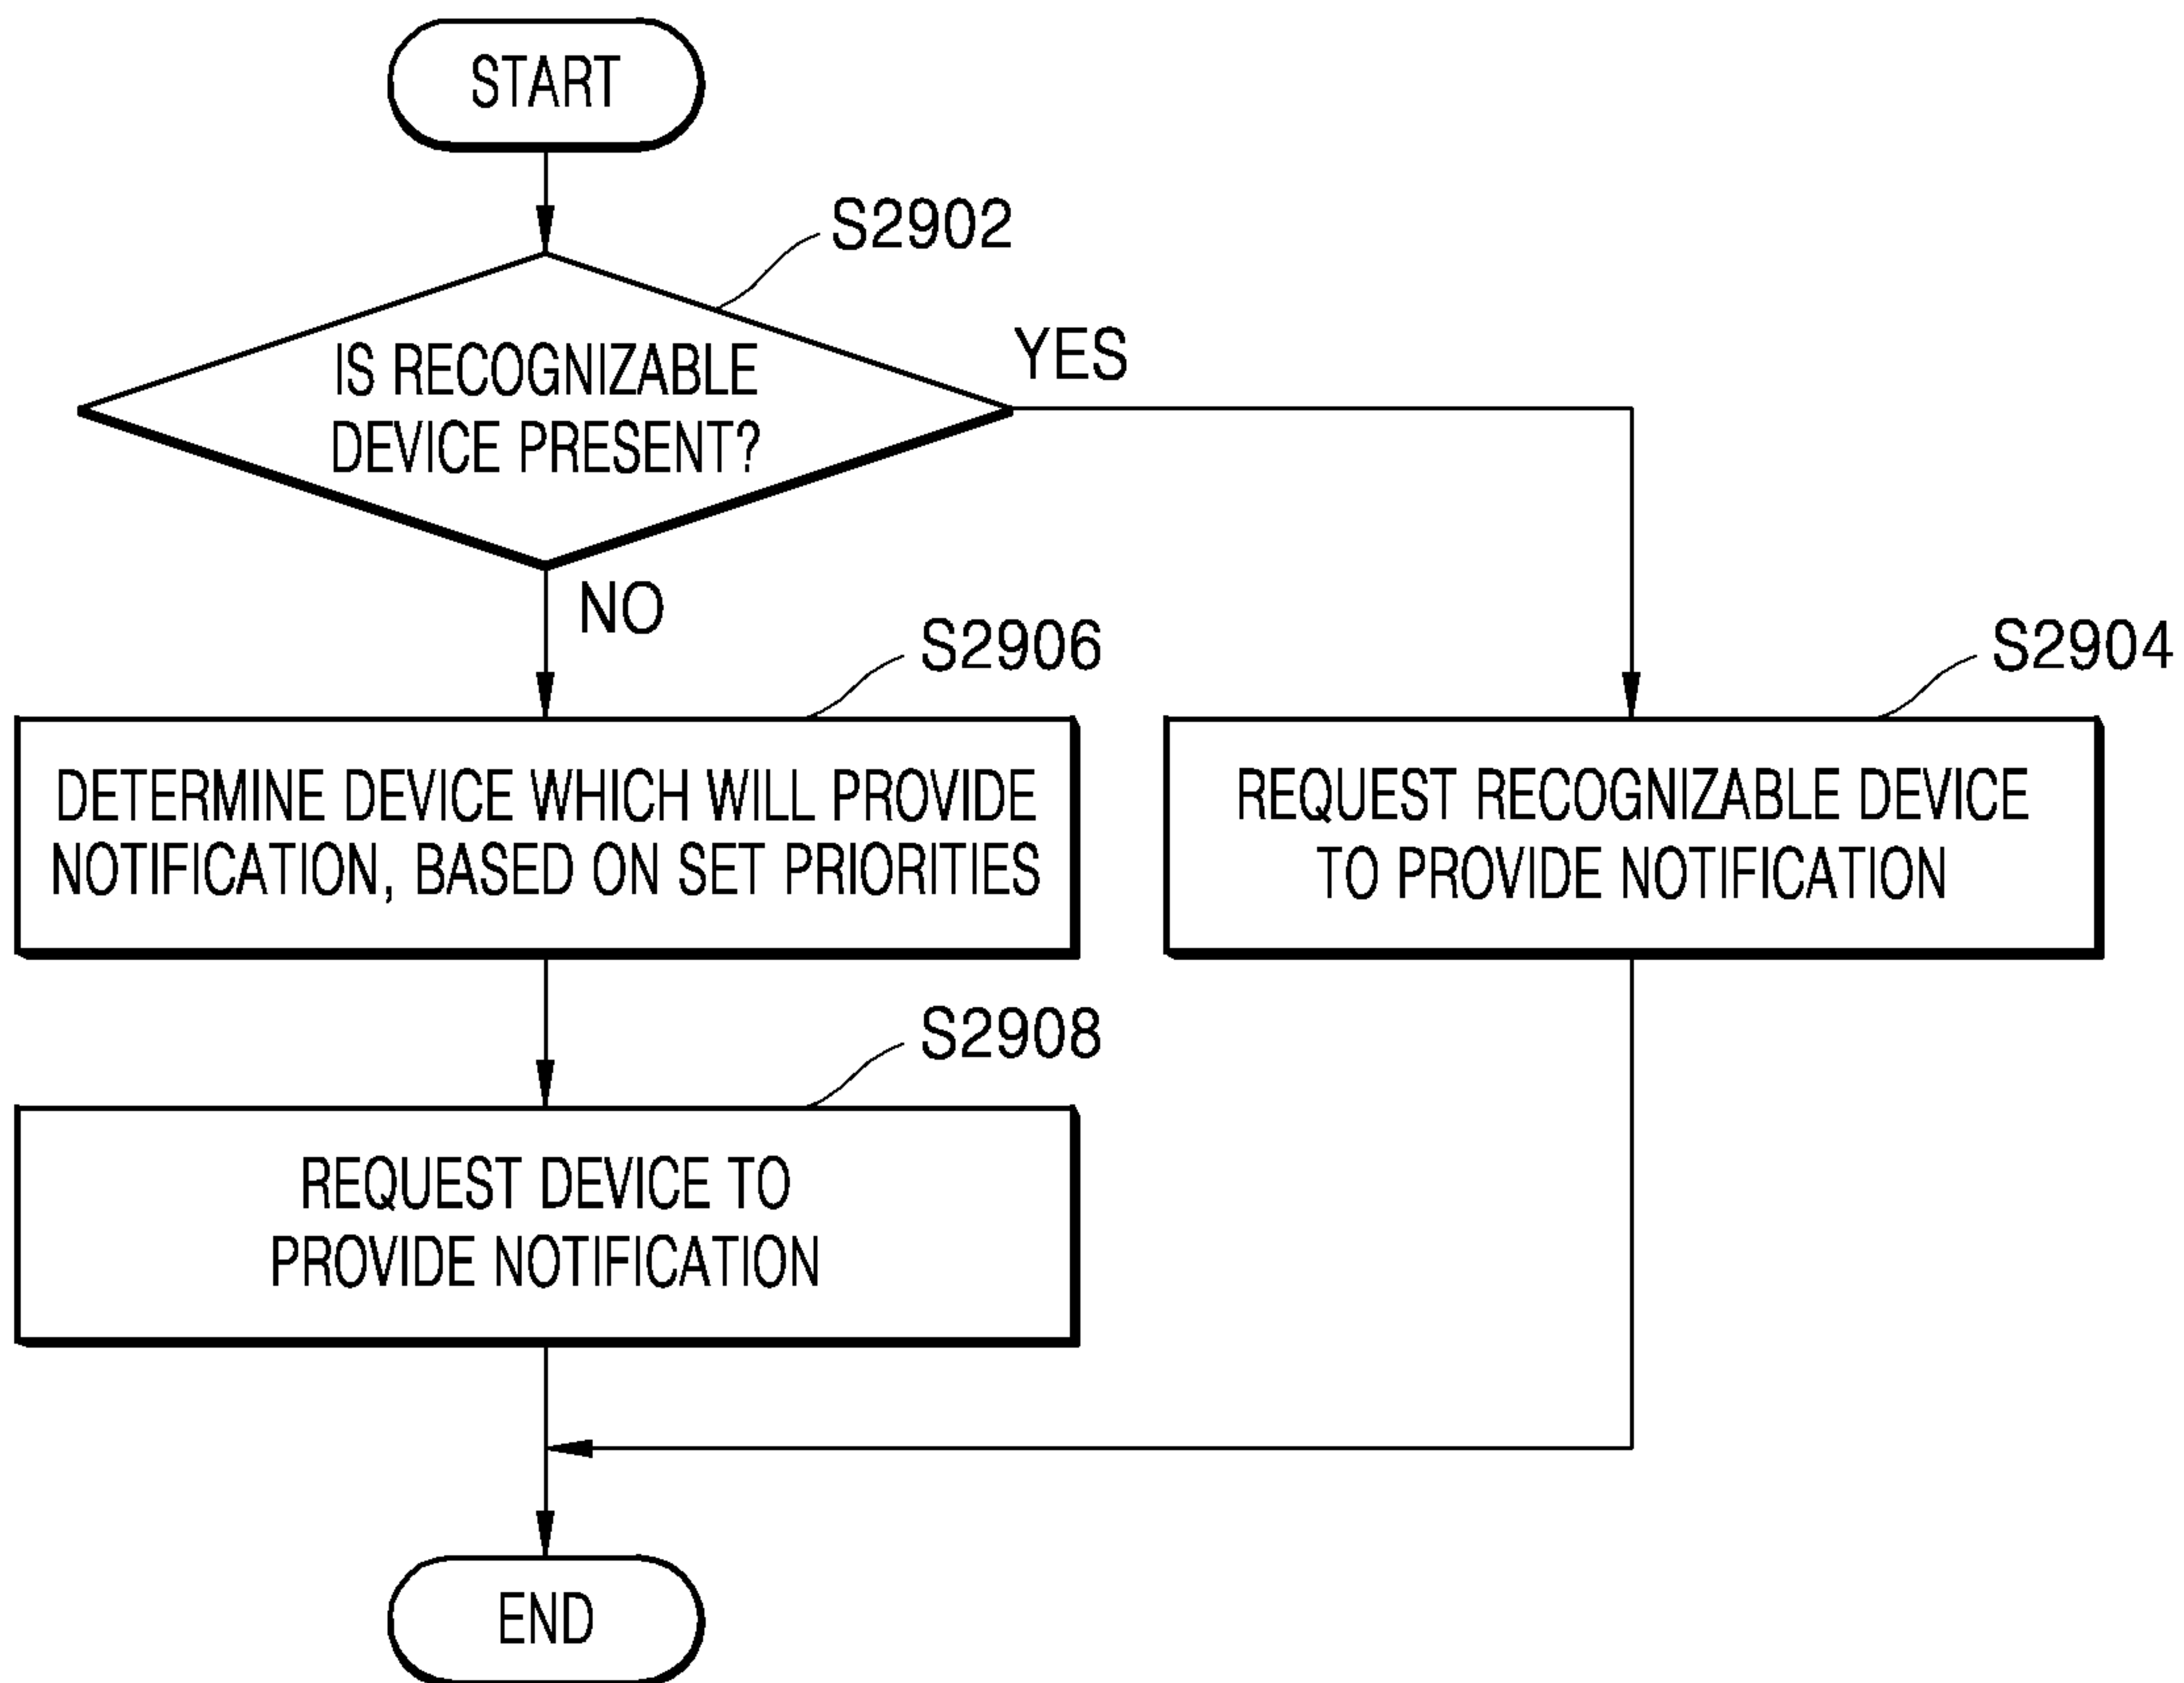 START
S2902
IS RECOGNIZABLE
DEVICE PRESENT?
YES
NO
S2906
S2904
DETERMINE DEVICE WHICH WILL PROVIDE
NOTIFICATION, BASED ON SET PRIORITIES
REQUEST RECOGNIZABLE DEVICE
TO PROVIDE NOTIFICATION
S2908
REQUEST DEVICE TO
PROVIDE NOTIFICATION
END